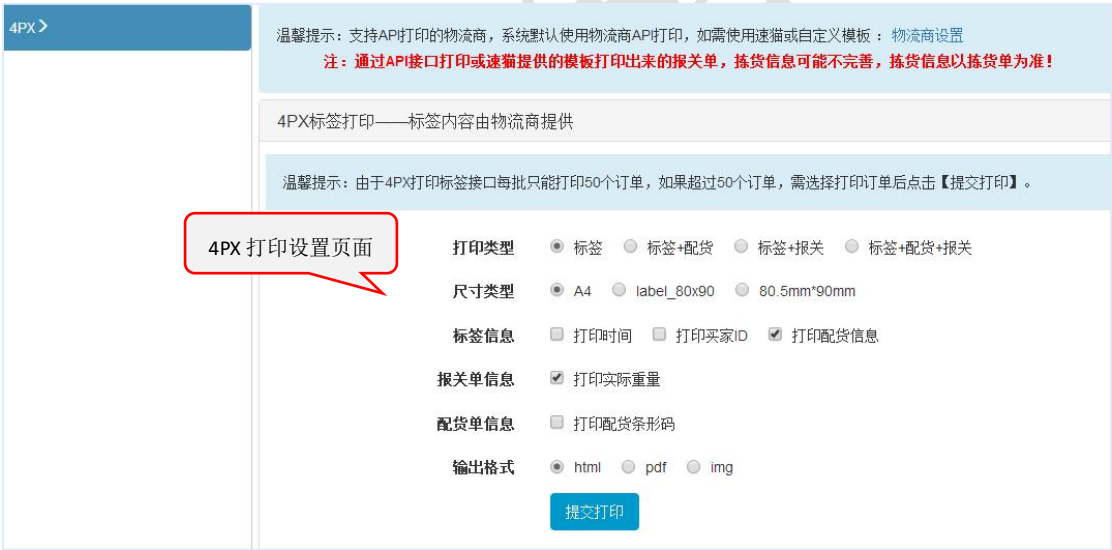 4PX
温馨提示：支持API打印的物流商，系统默认使用物流商API打印，如需使用速猫或自定义模板： 物流商设置
注：通过API接口打印或速猫提供的模板打印出来的报关单，拣货信息可能不完善，拣货信息以拣货单为准！
4PX标签打印——标签内容由物流商提供
温馨提示：由于4PX打印标签接口每批只能打印50个订单，如果超过50个订单，需选择打印订单后点击【提交打印】。
4PX 打印设置页面
打印类型 标签 标签+配货 标签+报关 标签+配货+报关
尺寸类型 A4 label_80x90 80.5mm*90mm
标签信息 打印时间 打印买家ID 打印配货信息
报关单信息 打印实际重量
配货单信息 打印配货条形码
输出格式 html pdf img
提交打印